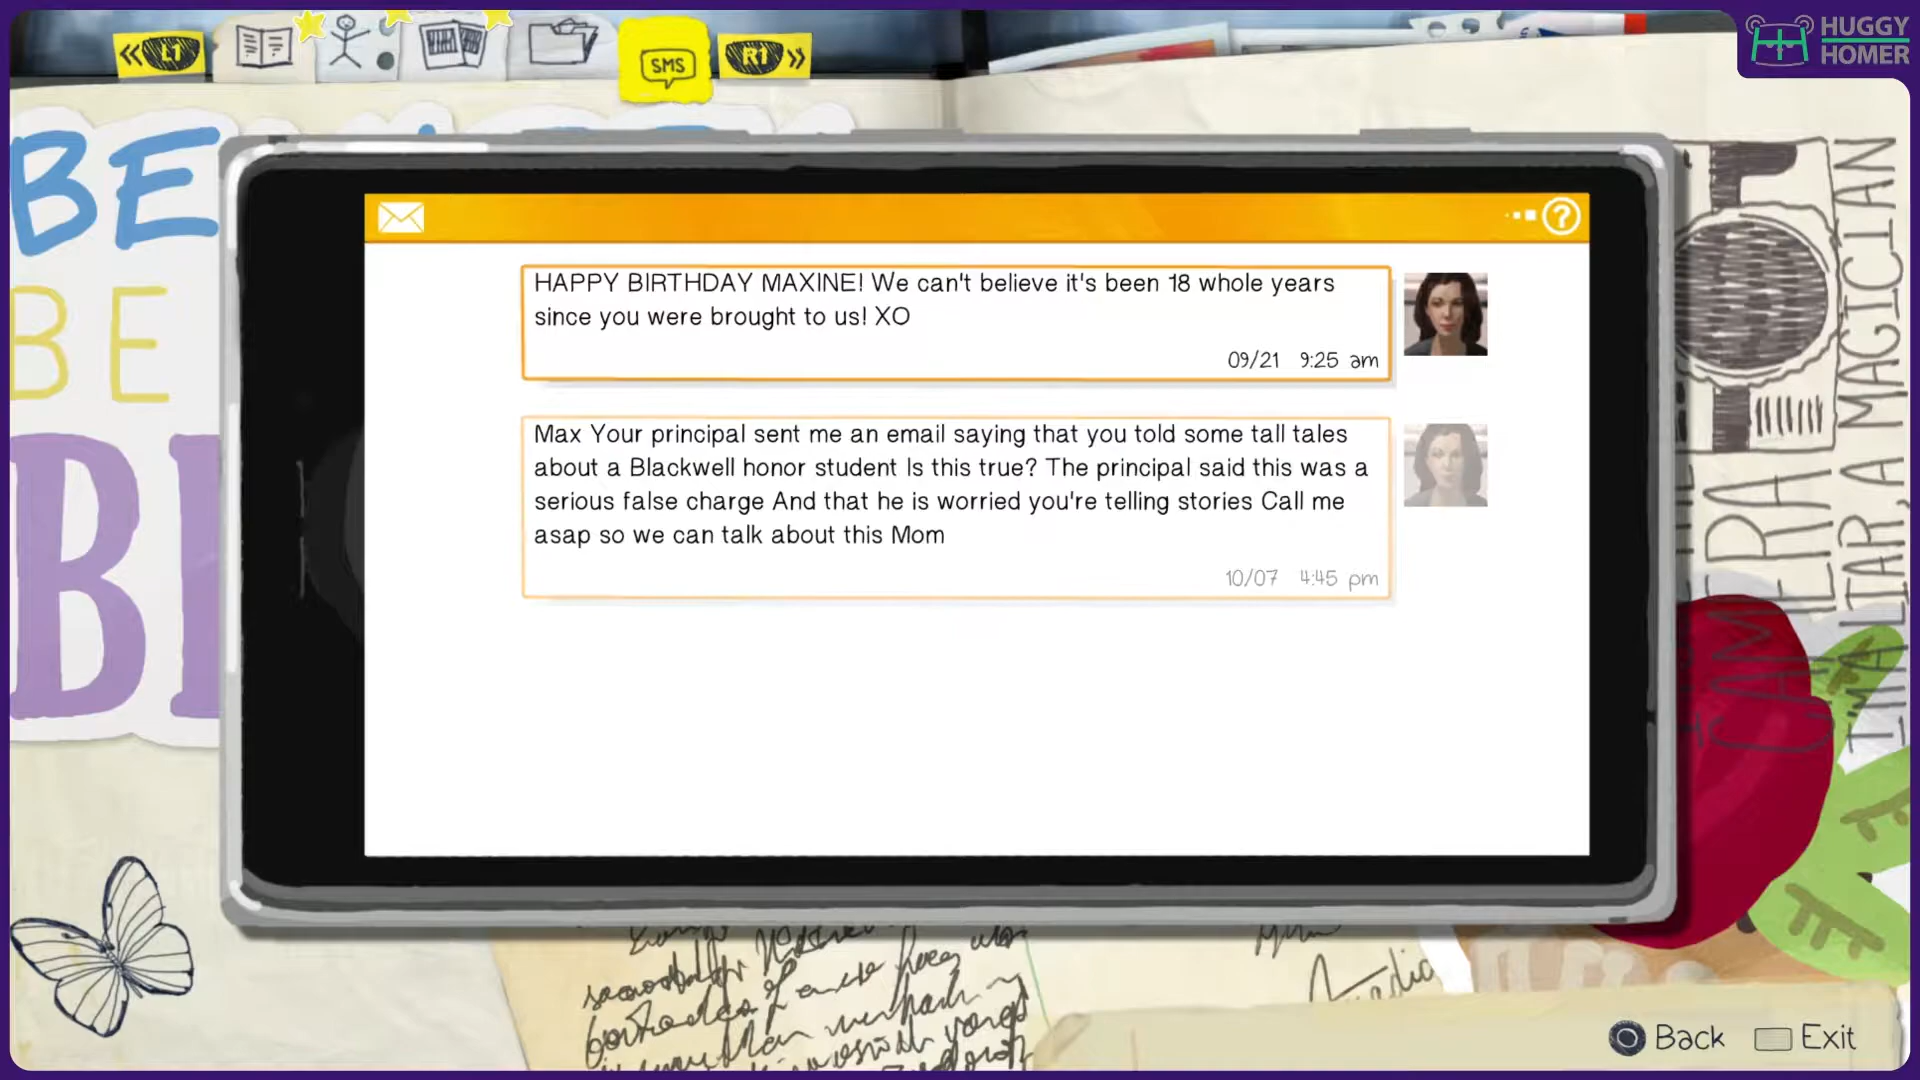 L1
SMS
R1
HUGGY
HOMER
BE
BE
HAPPY BIRTHDAY MAXINE! We can't believe it's been 18 whole years
since you were brought to us! XO
09/21 9:25 am
Max Your principal sent me an email saying that you told some tall tales
about a Blackwell honor student Is this true? The principal said this was a
serious false charge And that he is worried you're telling stories Call me
asap so we can talk about this Mom
10/07 4:45 pm
CAMERA
I'M A LIAR, A MAGICIAN
Back
Exit